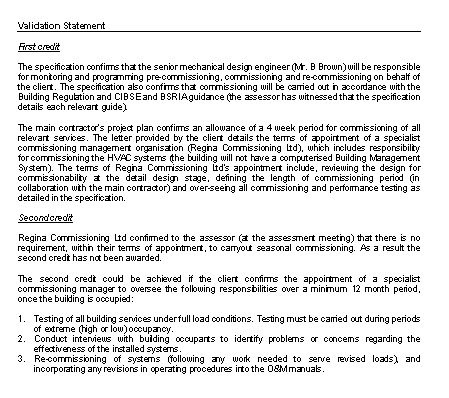 Validation Statement
First credit
The specification confirms that the senior mechanical design engineer (Mr. B Brown) will be responsible
for monitoring and programming pre-commissioning, commissioning and re-commissioning on behalf of
the client. The specification also confirms that commissioning will be carried out in accordance with the
Building Regulation and CIBSE and BSRIA guidance (the assessor has witnessed that the specification
details each relevant guide).
The main contractor's project plan confirms an allowance of a 4 week period for commissioning of all
relevant services. The letter provided by the client details the terms of appointment of a specialist
commissioning management organisation (Regina Commissioning Ltd), which includes responsibility
for commissioning the HVAC systems (the building will not have a computerised Building Management
System). The terms of Regina Commissioning Ltd's appointment include, reviewing the design for
commissionability at the detail design stage, defining the length of commissioning period (in
collaboration with the main contractor) and over-seeing all commissioning and performance testing as
detailed in the specification.
Second credit
Regina Commissioning Ltd confirmed to the assessor (at the assessment meeting) that there is no
requirement, within their terms of appointment, to carryout seasonal commissioning. As a result the
second credit has not been awarded.
The second credit could be achieved if the client confirms the appointment of a specialist
commissioning manager to oversee the following responsibilities over a minimum 12 month period,
once the building is occupied:
1. Testing of all building services under full load conditions. Testing must be carried out during periods
of extreme (high or low) occupancy.
2. Conduct interviews with building occupants to identify problems or concerns regarding the
effectiveness of the installed systems.
3. Re-commissioning of systems (following any work needed to serve revised loads), and
incorporating any revisions in operating procedures into the O&M manuals.